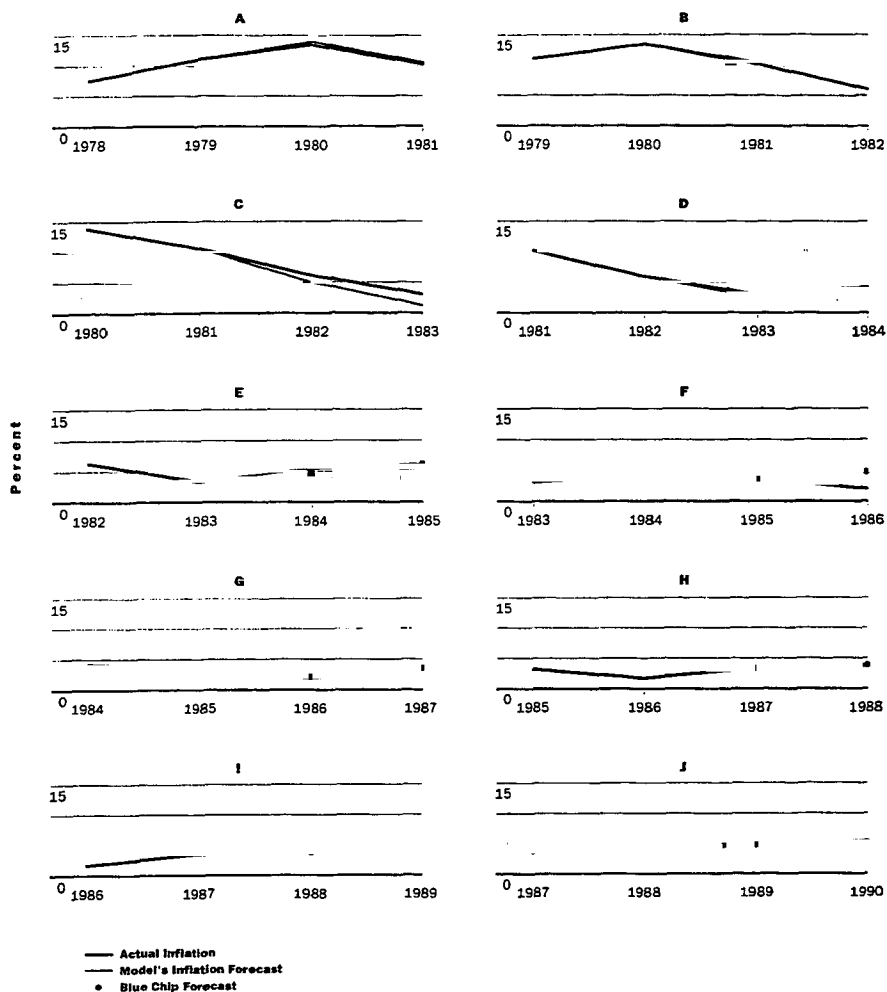 A
15
0
1978 1979 1980 1981
B
15
0
1979 1980 1981 1982
C
15
0
1980 1981 1982 1983
D
15
0
1981 1982 1983 1984
Percent
E
15
0
1982 1983 1984 1985
F
15
0
1983 1984 1985 1986
G
15
0
1984 1985 1986 1987
H
15
0
1985 1986 1987 1988
I
15
0
1986 1987 1988 1989
J
15
0
1987 1988 1989 1990
Actual Inflation
Model's Inflation Forecast
Blue Chip Forecast